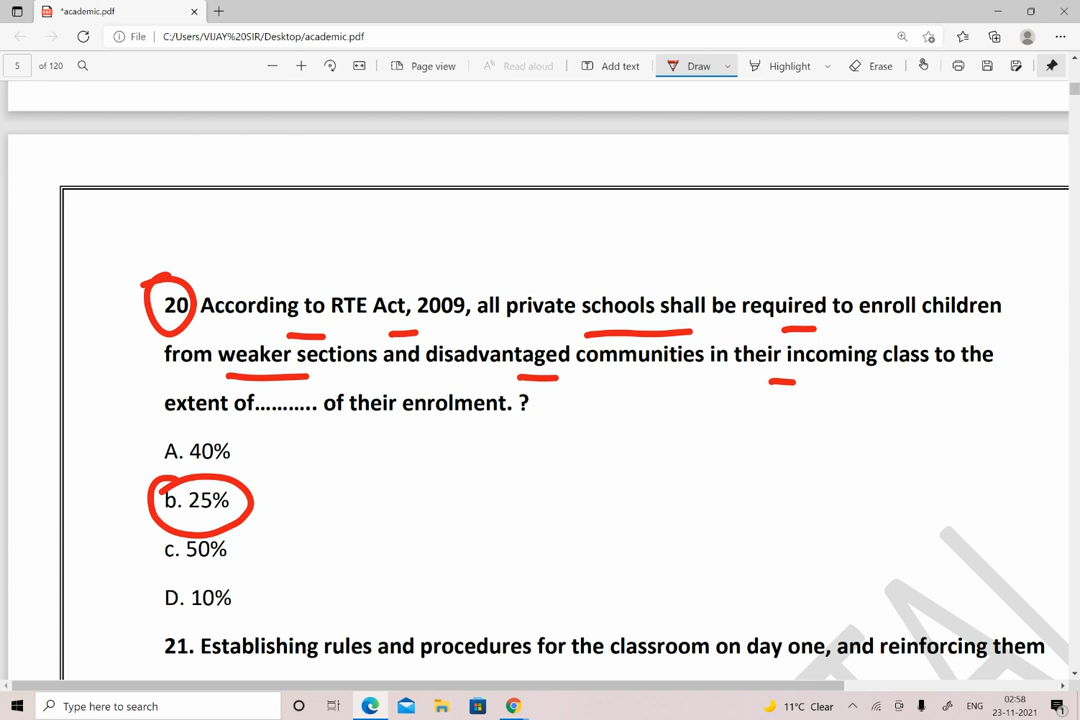 *academic.pdf
File C:/Users/VIJAY%20SIR/Desktop/academic.pdf
5 of 120 Page view Read aloud Add text Draw Highlight Erase
20 According to RTE Act, 2009, all private schools shall be required to enroll children
from weaker sections and disadvantaged communities in their incoming class to the
extent of……….. of their enrolment. ?
A. 40%
b. 25%
c. 50%
D. 10%
21. Establishing rules and procedures for the classroom on day one, and reinforcing them
Type here to search
11°C Clear
ENG
02:58
23-11-2021
1